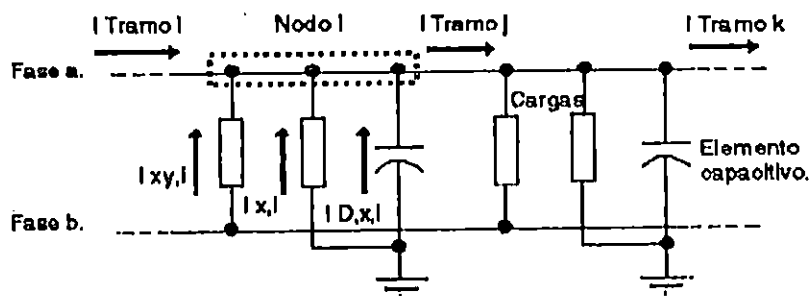 I Tramo i
Nodo i
I Tramo j
I Tramo k
Fase a.
Cargas
I xy,i
I x,i
I D,x,i
Elemento
capacitivo.
Fase b.